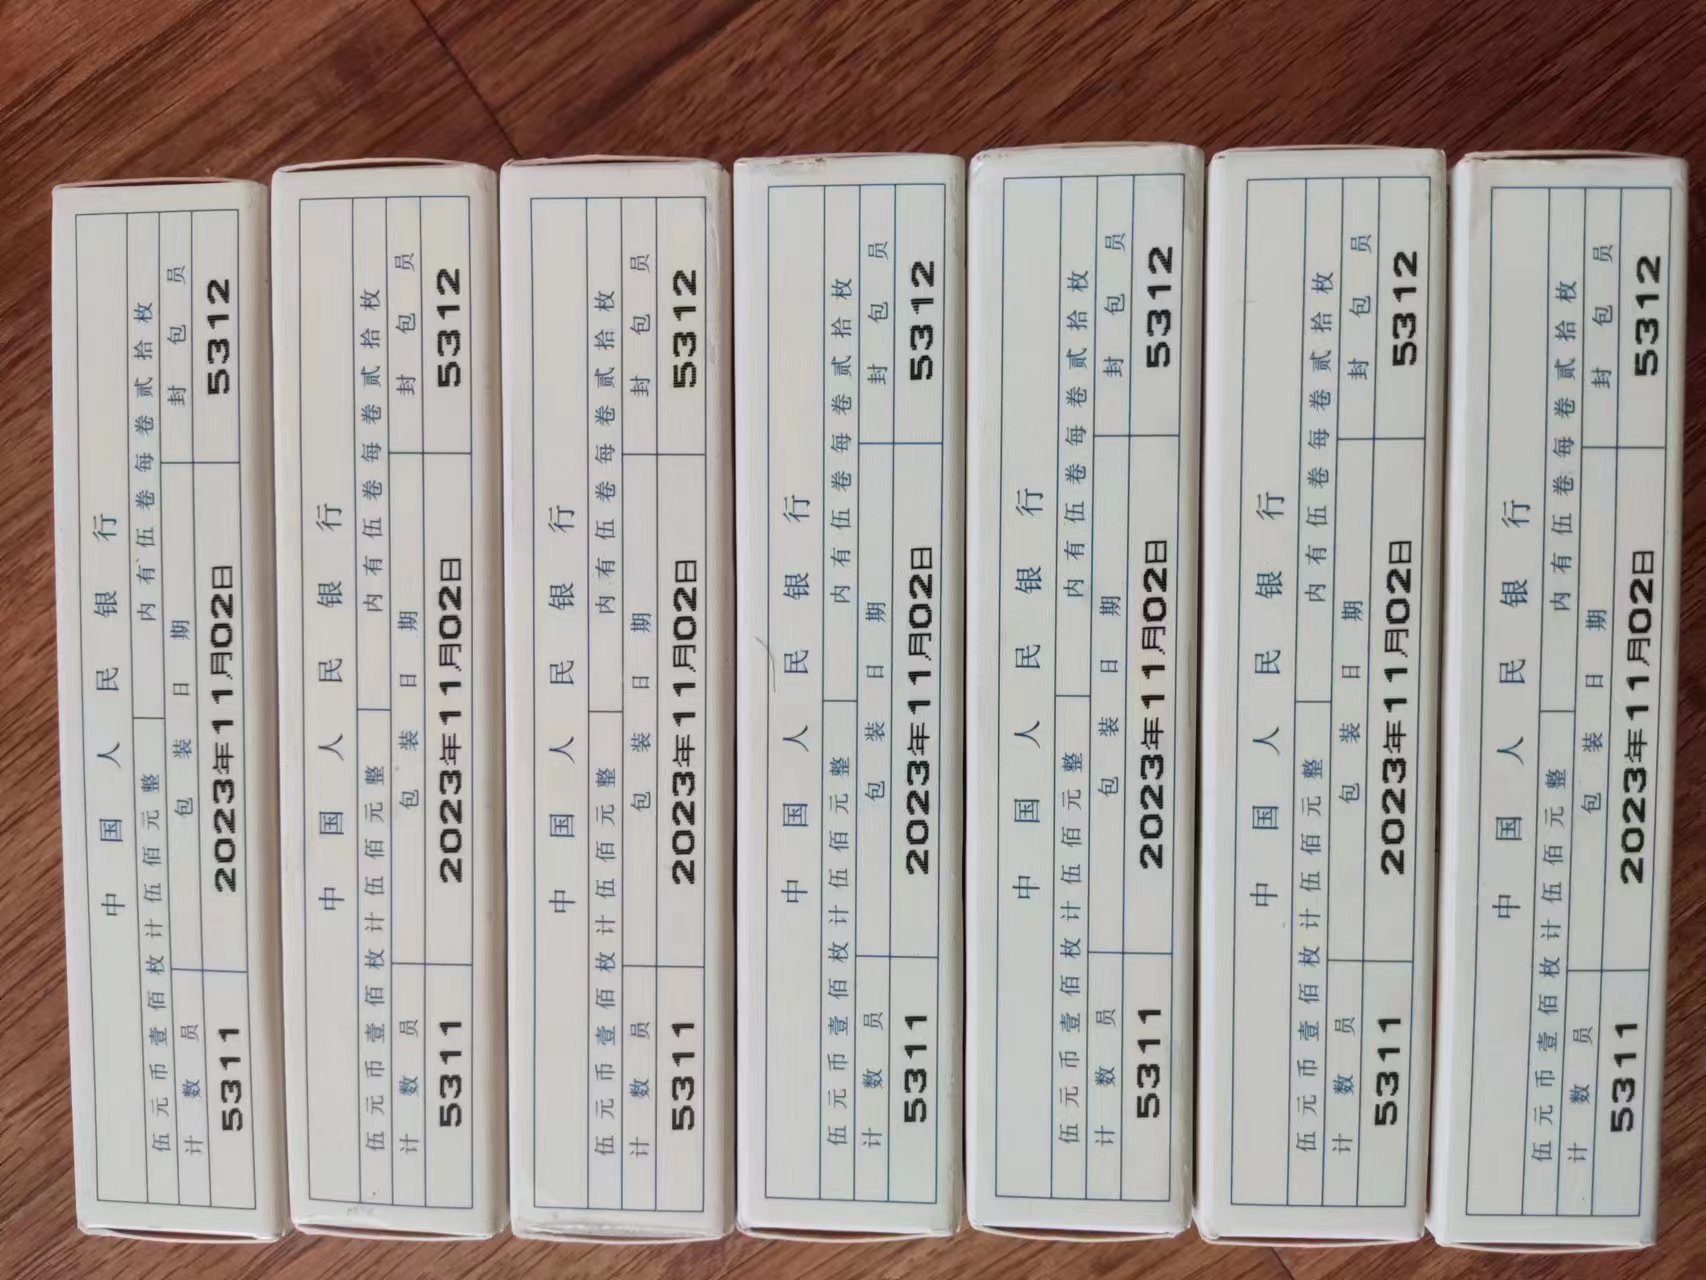 中国人民银行
伍元币壹佰枚计伍佰元整 内有伍卷每卷贰拾枚
计数员 包装日期 封包员
5311 2023年11月02日 5312
中国人民银行
伍元币壹佰枚计伍佰元整 内有伍卷每卷贰拾枚
计数员 包装日期 封包员
5311 2023年11月02日 5312
中国人民银行
伍元币壹佰枚计伍佰元整 内有伍卷每卷贰拾枚
计数员 包装日期 封包员
5311 2023年11月02日 5312
中国人民银行
伍元币壹佰枚计伍佰元整 内有伍卷每卷贰拾枚
计数员 包装日期 封包员
5311 2023年11月02日 5312
中国人民银行
伍元币壹佰枚计伍佰元整 内有伍卷每卷贰拾枚
计数员 包装日期 封包员
5311 2023年11月02日 5312
中国人民银行
伍元币壹佰枚计伍佰元整 内有伍卷每卷贰拾枚
计数员 包装日期 封包员
5311 2023年11月02日 5312
中国人民银行
伍元币壹佰枚计伍佰元整 内有伍卷每卷贰拾枚
计数员 包装日期 封包员
5311 2023年11月02日 5312